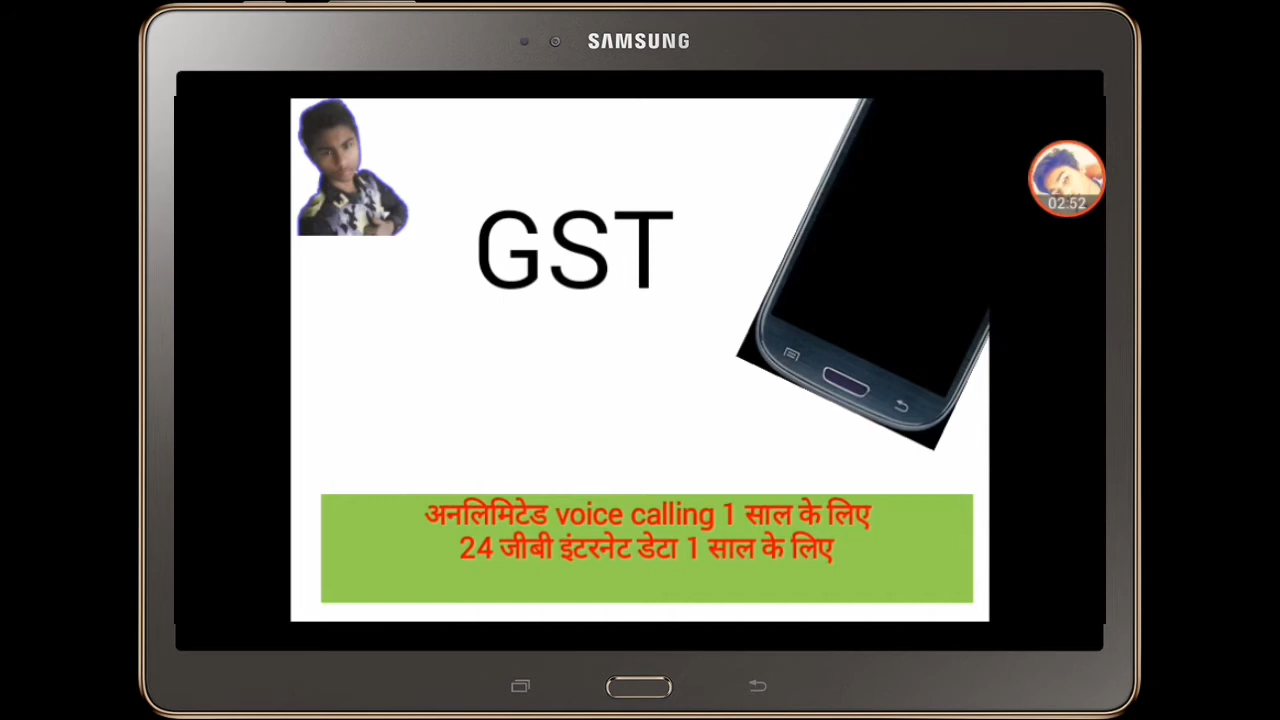 SAMSUNG
02:52
GST
अनलिमिटेड voice calling 1 साल के लिए
24 जीबी इंटरनेट डेटा 1 साल के लिए